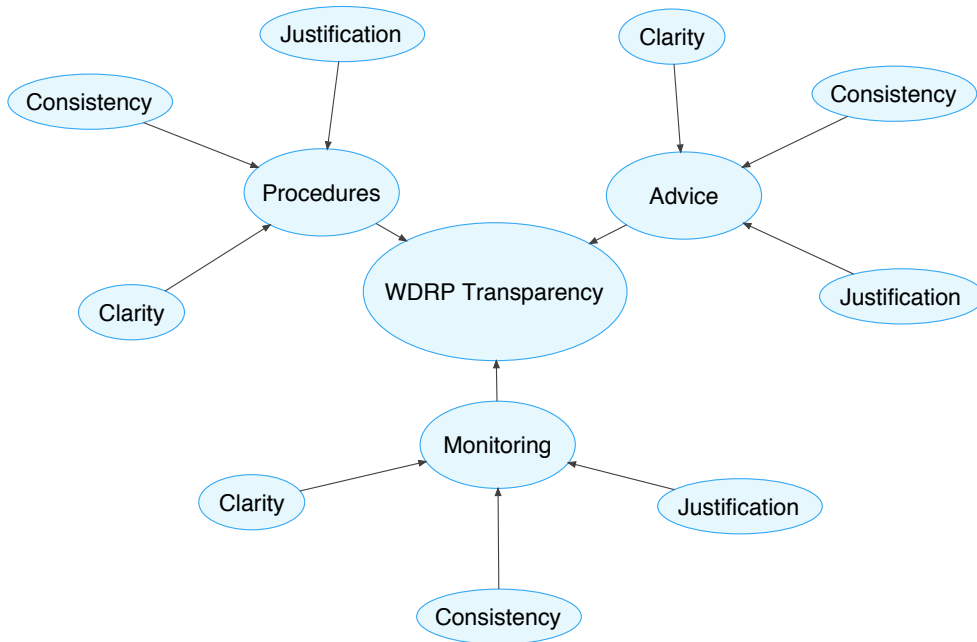 Justification
Clarity
Consistency
Consistency
Procedures
Advice
WDRP Transparency
Clarity
Justification
Monitoring
Clarity
Justification
Consistency